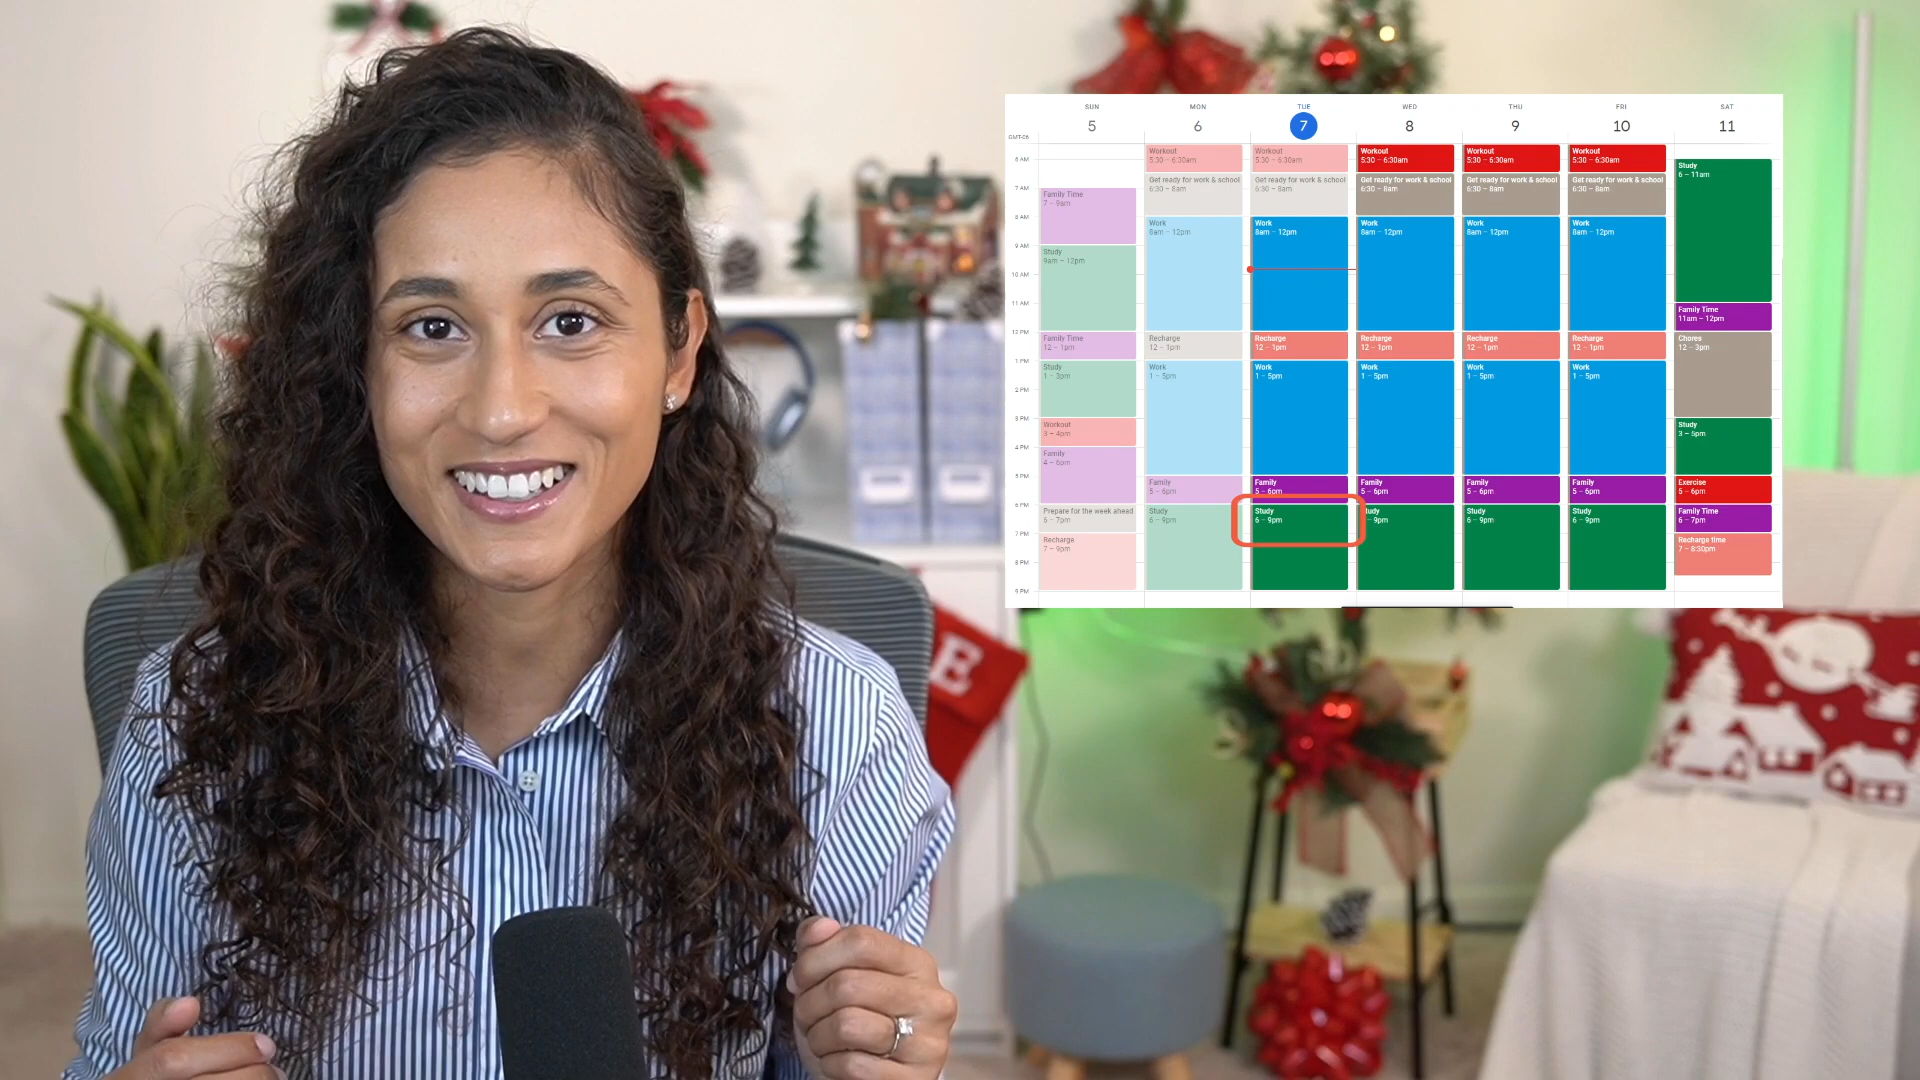 SUN
MON
TUE
WED
THU
FRI
SAT
5
6
7
8
9
10
11
GMT-06
6 AM
7 AM
8 AM
9 AM
10 AM
11 AM
12 PM
1 PM
2 PM
3 PM
4 PM
5 PM
6 PM
7 PM
8 PM
9 PM
Family Time
7 – 9am
Study
9am – 12pm
Family Time
12 – 1pm
Study
1 – 3pm
Workout
3 – 4pm
Family
4 – 6pm
Prepare for the week ahead
6 – 7pm
Recharge
7 – 9pm
Workout
5:30 – 6:30am
Get ready for work & school
6:30 – 8am
Work
8am – 12pm
Recharge
12 – 1pm
Work
1 – 5pm
Family
5 – 6pm
Study
6 – 9pm
Workout
5:30 – 6:30am
Get ready for work & school
6:30 – 8am
Work
8am – 12pm
Recharge
12 – 1pm
Work
1 – 5pm
Family
5 – 6pm
Study
6 – 9pm
Workout
5:30 – 6:30am
Get ready for work & school
6:30 – 8am
Work
8am – 12pm
Recharge
12 – 1pm
Work
1 – 5pm
Family
5 – 6pm
tudy
– 9pm
Workout
5:30 – 6:30am
Get ready for work & school
6:30 – 8am
Work
8am – 12pm
Recharge
12 – 1pm
Work
1 – 5pm
Family
5 – 6pm
Study
6 – 9pm
Workout
5:30 – 6:30am
Get ready for work & school
6:30 – 8am
Work
8am – 12pm
Recharge
12 – 1pm
Work
1 – 5pm
Family
5 – 6pm
Study
6 – 9pm
Study
6 – 11am
Family Time
11am – 12pm
Chores
12 – 3pm
Study
3 – 5pm
Exercise
5 – 6pm
Family Time
6 – 7pm
Recharge time
7 – 8:30pm
E